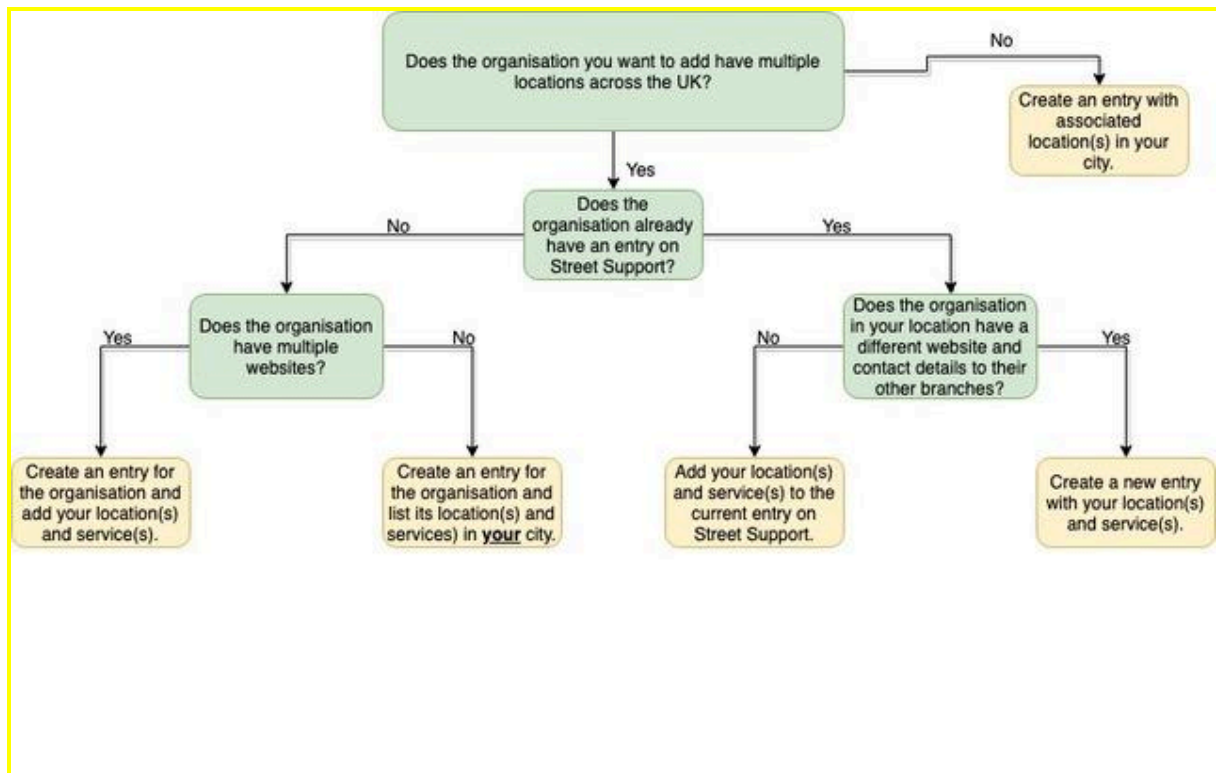 Does the organisation you want to add have multiple
locations across the UK?
No
Create an entry with
associated
location(s) in your
city.
Yes
Does the
organisation already
have an entry on
Street Support?
No
Yes
Does the organisation
have multiple
websites?
Does the organisation
in your location have a
different website and
contact details to their
other branches?
Yes
No
No
Yes
Create an entry for
the organisation and
add your location(s)
and service(s).
Create an entry for
the organisation and
list its location(s) and
services) in your city.
Add your location(s)
and service(s) to the
current entry on
Street Support.
Create a new entry
with your location(s)
and service(s).